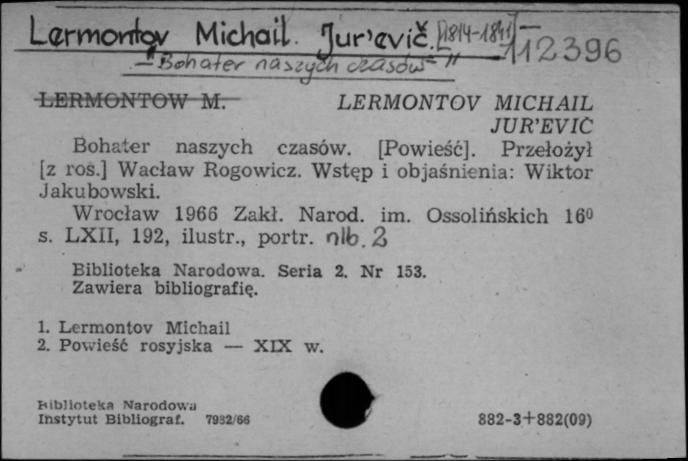 Lermontov Michail Jur'evič. [1814-1841] —
— "Bohater naszych czasów" 112396
LERMONTOW M. LERMONTOV MICHAIL
JUR'EVIČ
Bohater naszych czasów. [Powieść]. Przełożył
[z ros.] Wacław Rogowicz. Wstęp i objaśnienia: Wiktor
Jakubowski.
Wrocław 1966 Zakł. Narod. im. Ossolińskich 16⁰
s. LXII, 192, ilustr., portr. nlb. 2
Biblioteka Narodowa. Seria 2. Nr 153.
Zawiera bibliografię.
1. Lermontov Michail
2. Powieść rosyjska — XIX w.
Biblioteka Narodowa
Instytut Bibliograf. 7932/66 882-3+882(09)